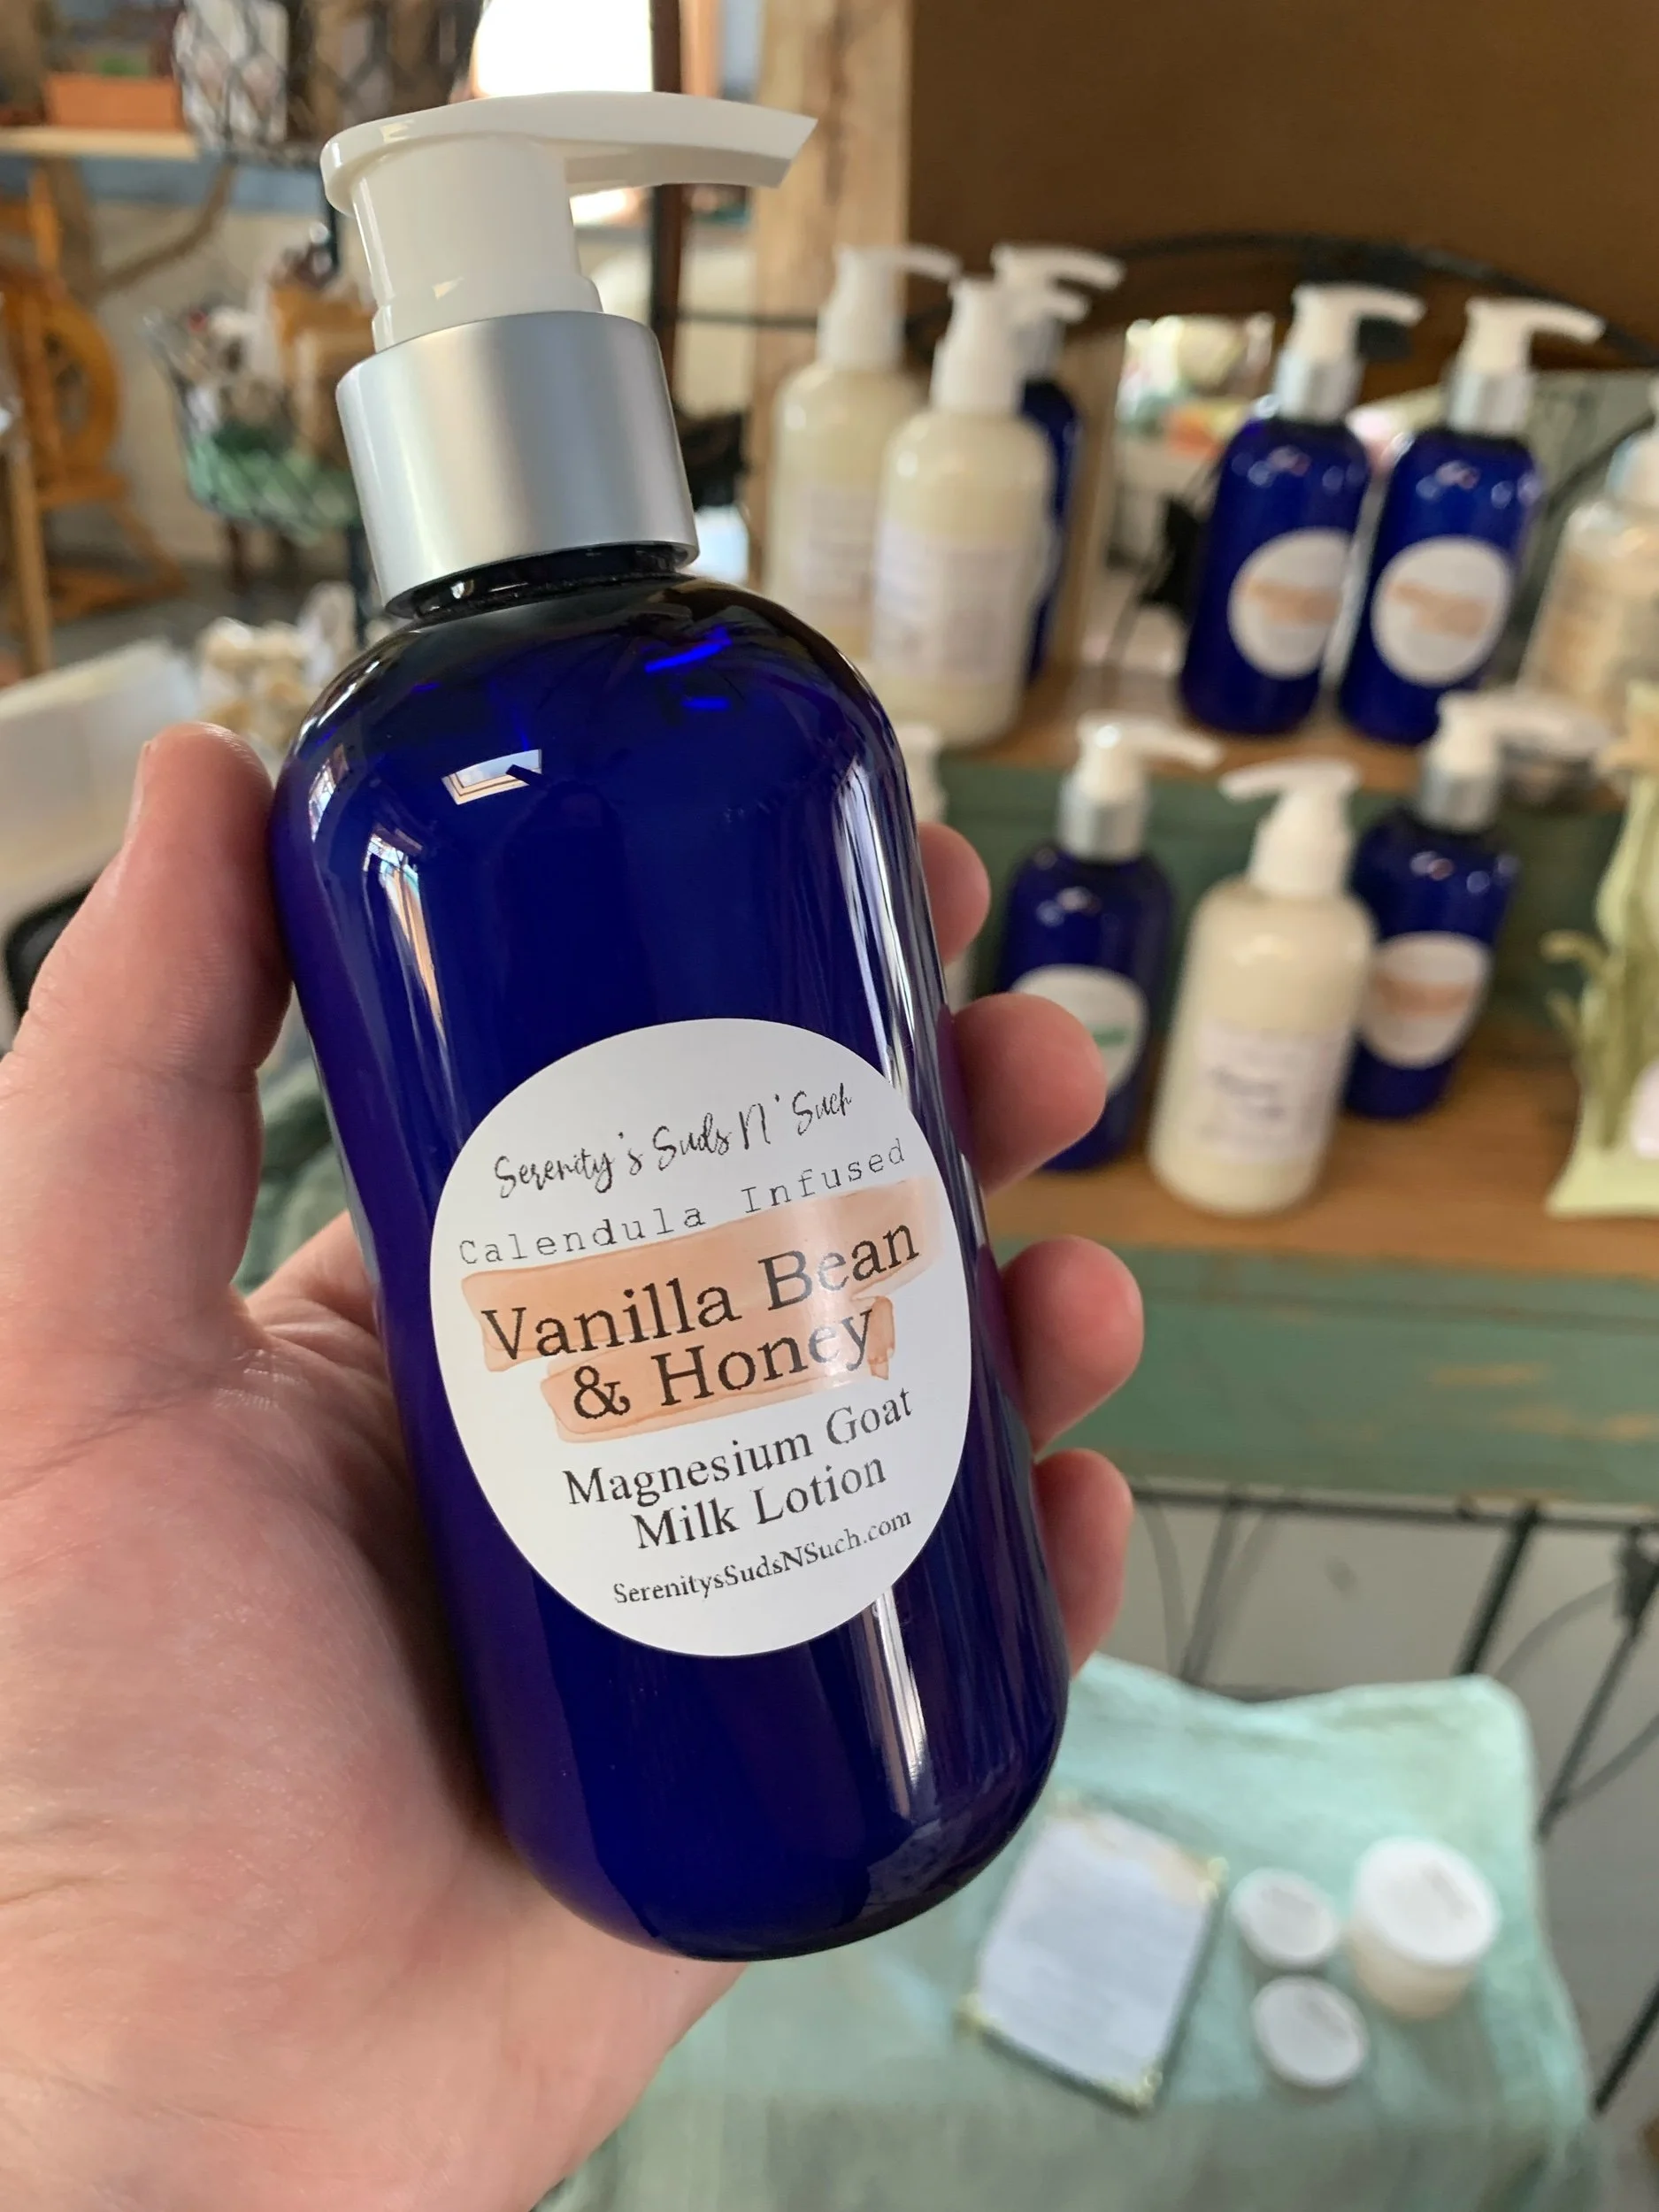 Serenity's Suds N' Such
Calendula Infused
Vanilla Bean
& Honey
Magnesium Goat
Milk Lotion
SerenitysSudsNSuch.com